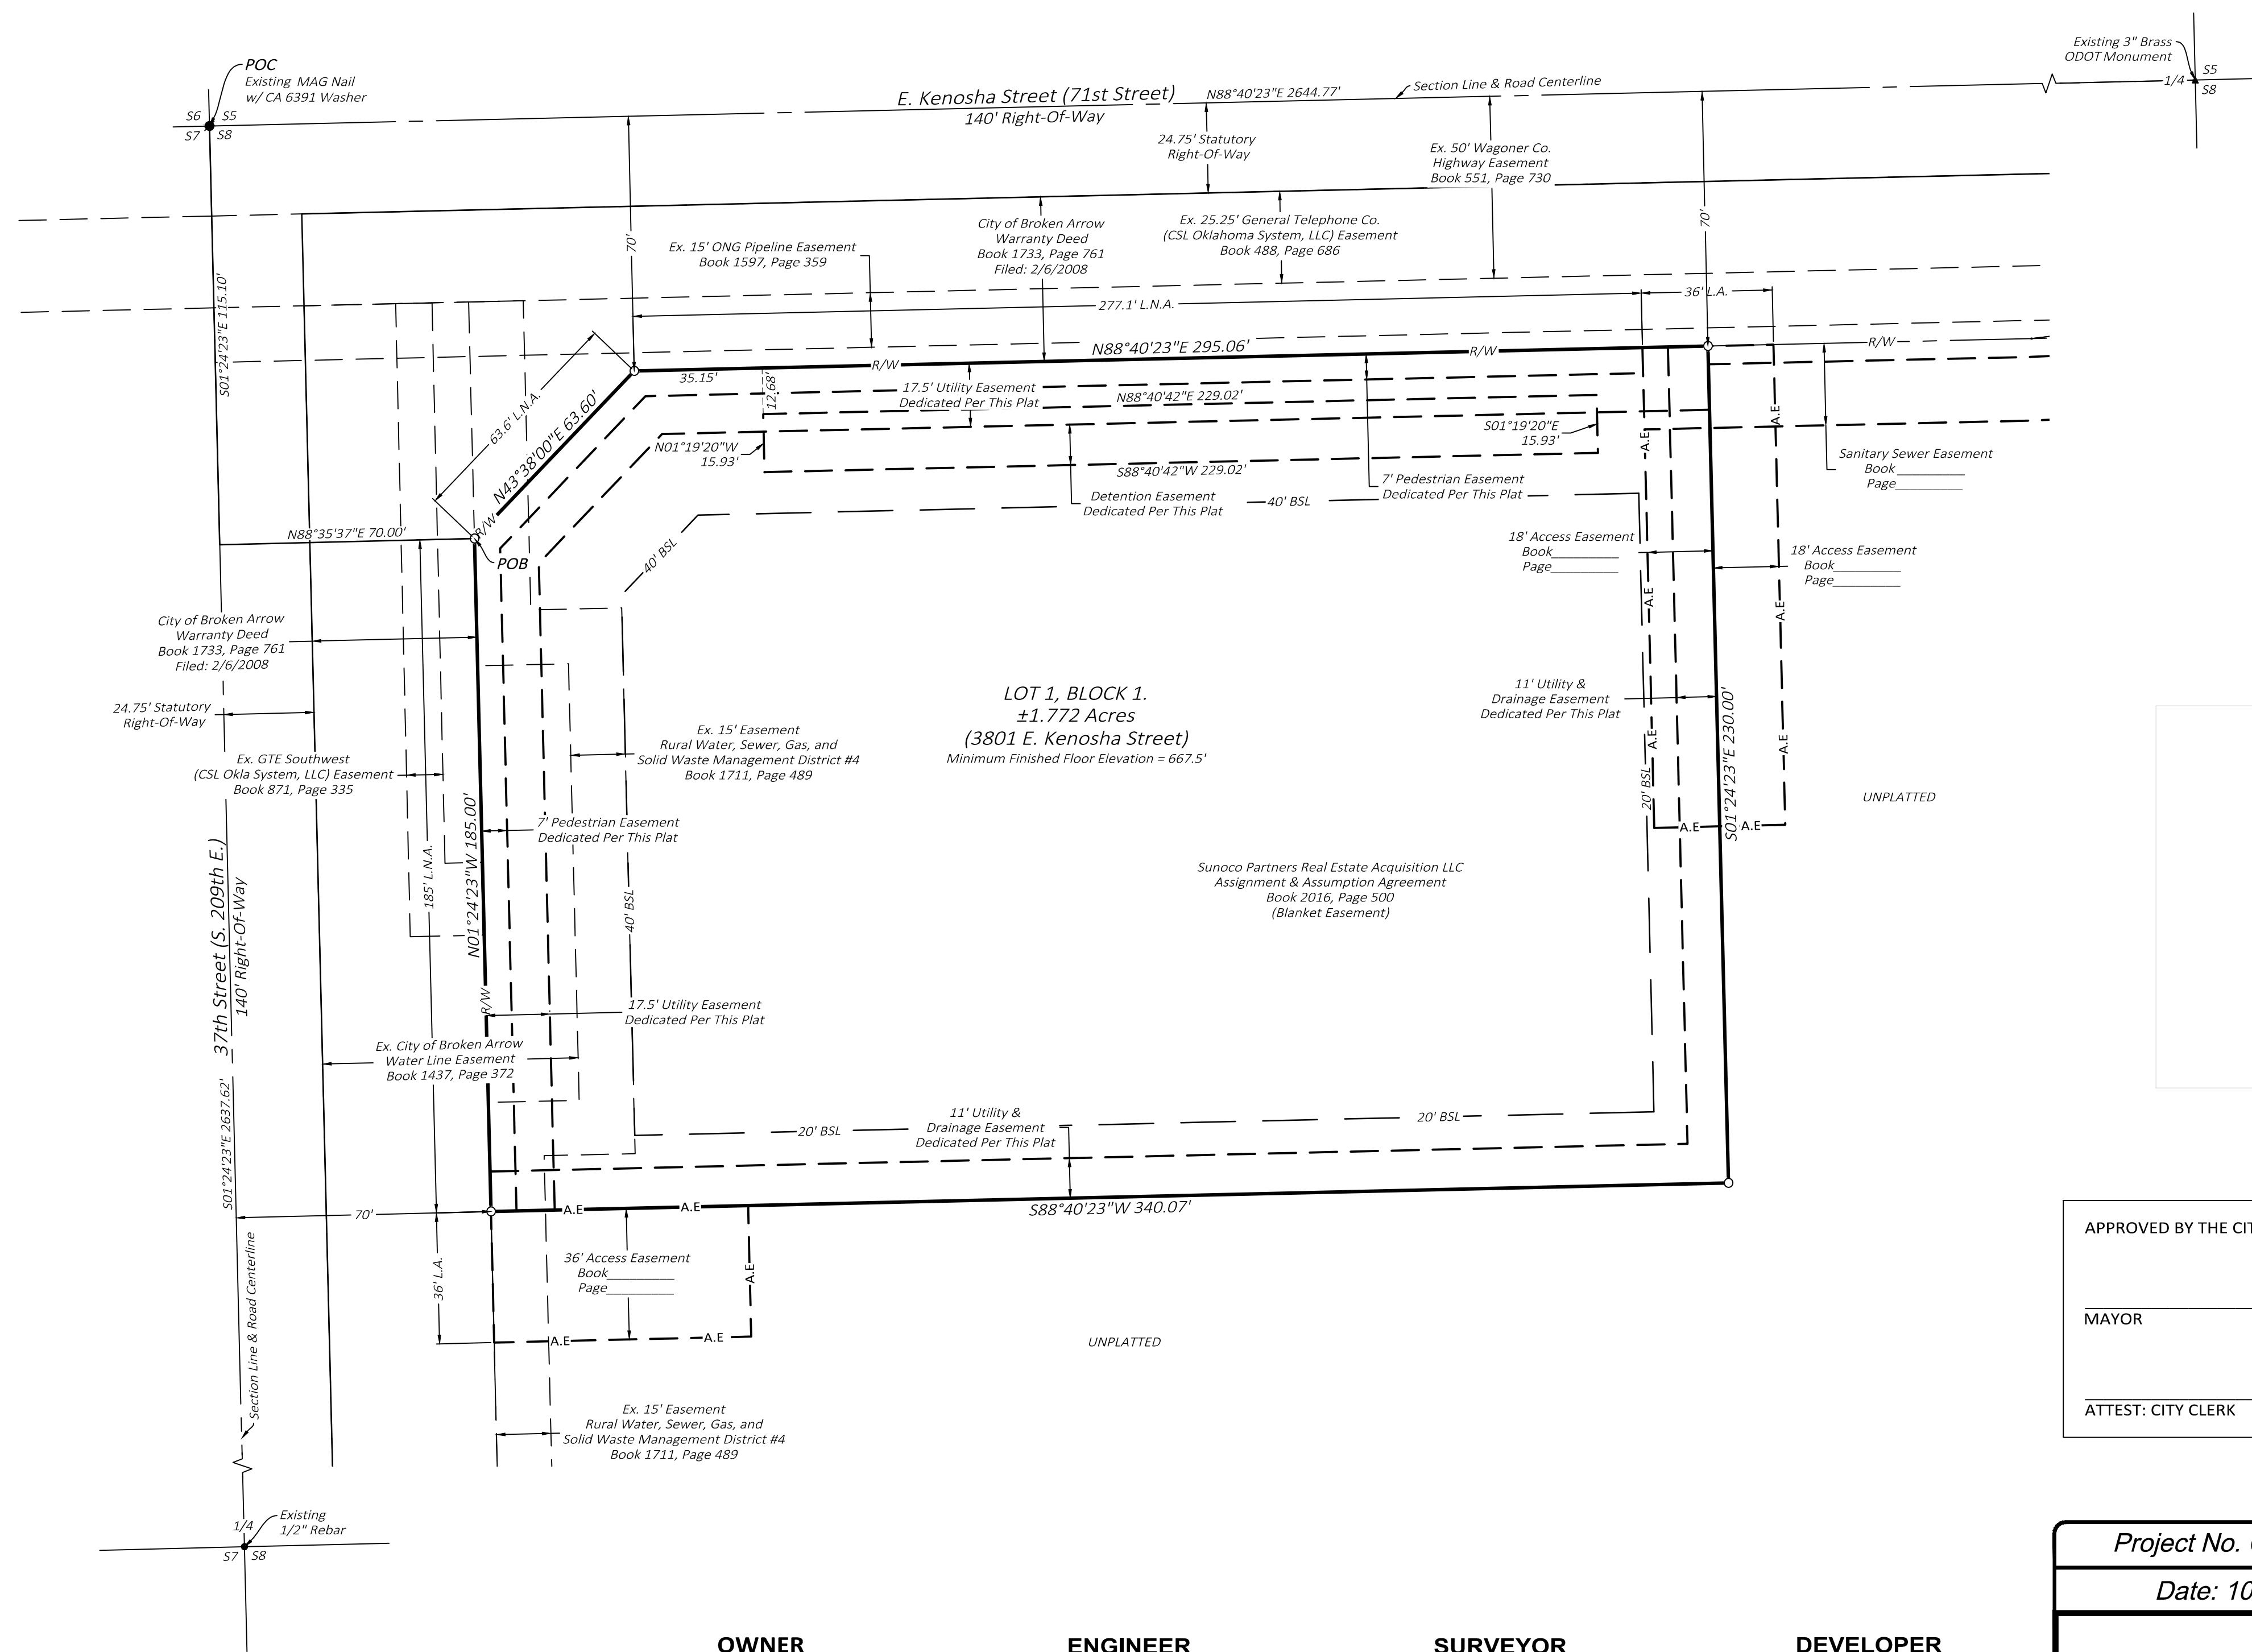 POC
Existing MAG Nail
w/ CA 6391 Washer
S6
S5
S7
S8
E. Kenosha Street (71st Street)
140' Right-Of-Way
N88°40'23"E 2644.77'
Section Line & Road Centerline
Existing 3" Brass
ODOT Monument
1/4
S5
S8
24.75' Statutory
Right-Of-Way
Ex. 50' Wagoner Co.
Highway Easement
Book 551, Page 730
70'
70'
S01°24'23"E 115.10'
Ex. 15' ONG Pipeline Easement
Book 1597, Page 359
City of Broken Arrow
Warranty Deed
Book 1733, Page 761
Filed: 2/6/2008
Ex. 25.25' General Telephone Co.
(CSL Oklahoma System, LLC) Easement
Book 488, Page 686
277.1' L.N.A.
36' L.A.
N88°40'23"E 295.06'
R/W
R/W
R/W
35.15'
12.68'
17.5' Utility Easement
Dedicated Per This Plat
N88°40'42"E 229.02'
63.6' L.N.A.
N43°38'00"E 63.60'
R/W
N01°19'20"W
15.93'
S01°19'20"E
15.93'
S88°40'42"W 229.02'
Detention Easement
Dedicated Per This Plat
40' BSL
7' Pedestrian Easement
Dedicated Per This Plat
A.E
A.E
Sanitary Sewer Easement
Book __________
Page__________
N88°35'37"E 70.00'
POB
40' BSL
18' Access Easement
Book__________
Page__________
18' Access Easement
Book__________
Page__________
A.E
A.E
City of Broken Arrow
Warranty Deed
Book 1733, Page 761
Filed: 2/6/2008
24.75' Statutory
Right-Of-Way
Ex. GTE Southwest
(CSL Okla System, LLC) Easement
Book 871, Page 335
Ex. 15' Easement
Rural Water, Sewer, Gas, and
Solid Waste Management District #4
Book 1711, Page 489
LOT 1, BLOCK 1.
±1.772 Acres
(3801 E. Kenosha Street)
Minimum Finished Floor Elevation = 667.5'
11' Utility &
Drainage Easement
Dedicated Per This Plat
A.E
A.E
20' BSL
S01°24'23"E 230.00'
A.E
A.E
UNPLATTED
7' Pedestrian Easement
Dedicated Per This Plat
N01°24'23"W 185.00'
185' L.N.A.
40' BSL
Sunoco Partners Real Estate Acquisition LLC
Assignment & Assumption Agreement
Book 2016, Page 500
(Blanket Easement)
37th Street (S. 209th E.)
140' Right-Of-Way
R/W
17.5' Utility Easement
Dedicated Per This Plat
Ex. City of Broken Arrow
Water Line Easement
Book 1437, Page 372
S01°24'23"E 2637.62'
20' BSL
11' Utility &
Drainage Easement
Dedicated Per This Plat
20' BSL
70'
A.E
A.E
S88°40'23"W 340.07'
36' L.A.
36' Access Easement
Book__________
Page__________
A.E
A.E
A.E
UNPLATTED
Section Line & Road Centerline
Ex. 15' Easement
Rural Water, Sewer, Gas, and
Solid Waste Management District #4
Book 1711, Page 489
1/4
Existing
1/2" Rebar
S7
S8
APPROVED BY THE CIT
MAYOR
ATTEST: CITY CLERK
Project No.
Date: 10
OWNER
ENGINEER
SURVEYOR
DEVELOPER